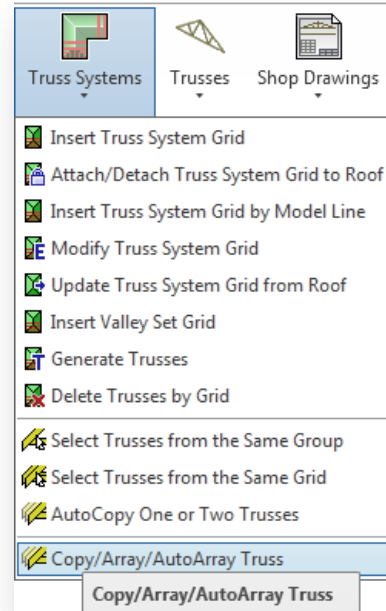 Truss Systems
Trusses
Shop Drawings
Insert Truss System Grid
Attach/Detach Truss System Grid to Roof
Insert Truss System Grid by Model Line
Modify Truss System Grid
Update Truss System Grid from Roof
Insert Valley Set Grid
Generate Trusses
Delete Trusses by Grid
Select Trusses from the Same Group
Select Trusses from the Same Grid
AutoCopy One or Two Trusses
Copy/Array/AutoArray Truss
Copy/Array/AutoArray Truss